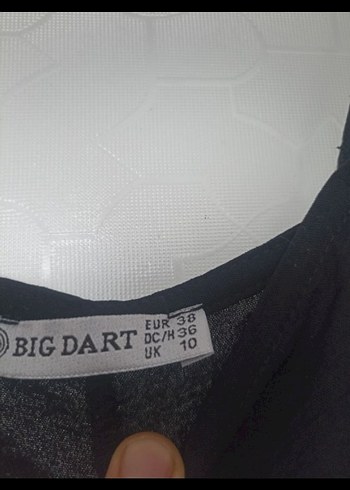 BIG DART
EUR 38
DC/H 36
UK 10